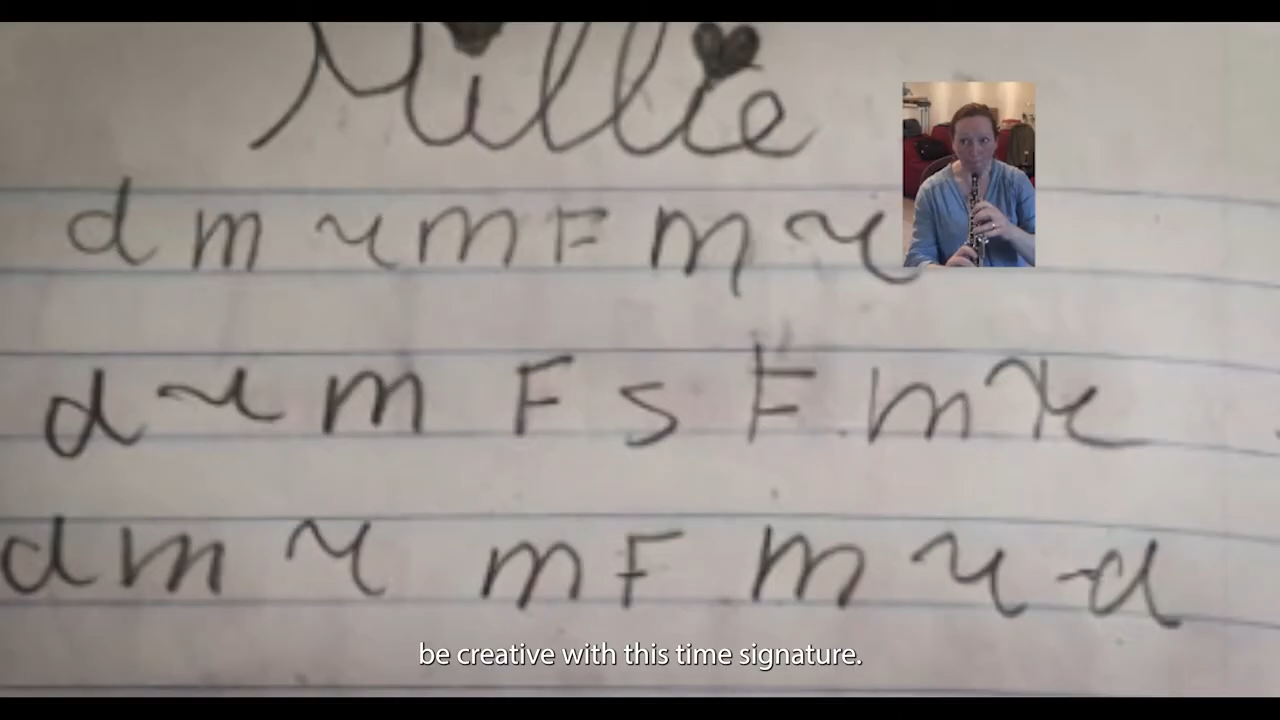 Millie
d m r m F m r
d r m F s F m r
d m r m F m r d
be creative with this time signature.